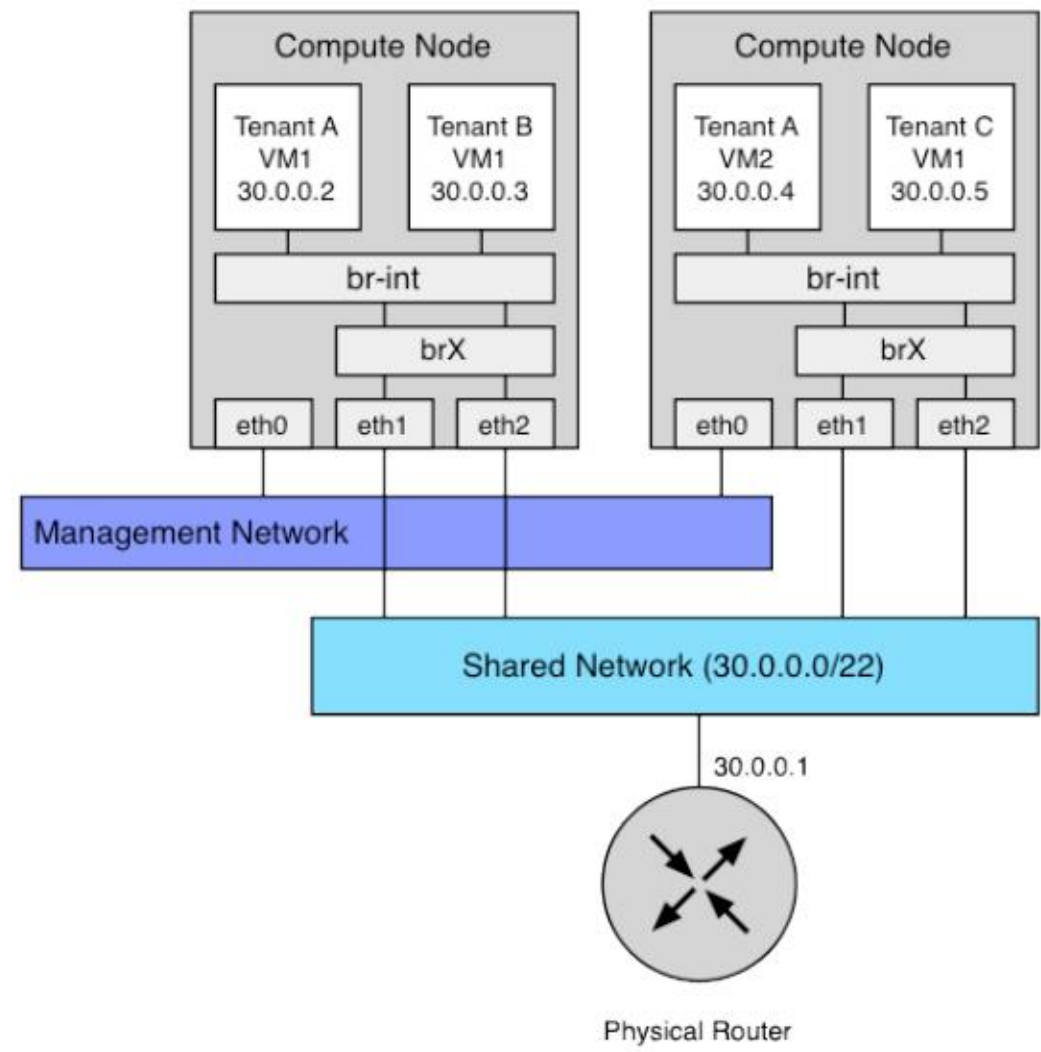 Compute Node
Tenant A
VM1
30.0.0.2
Tenant B
VM1
30.0.0.3
br-int
brX
eth0
eth1
eth2
Compute Node
Tenant A
VM2
30.0.0.4
Tenant C
VM1
30.0.0.5
br-int
brX
eth0
eth1
eth2
Management Network
Shared Network (30.0.0.0/22)
30.0.0.1
Physical Router